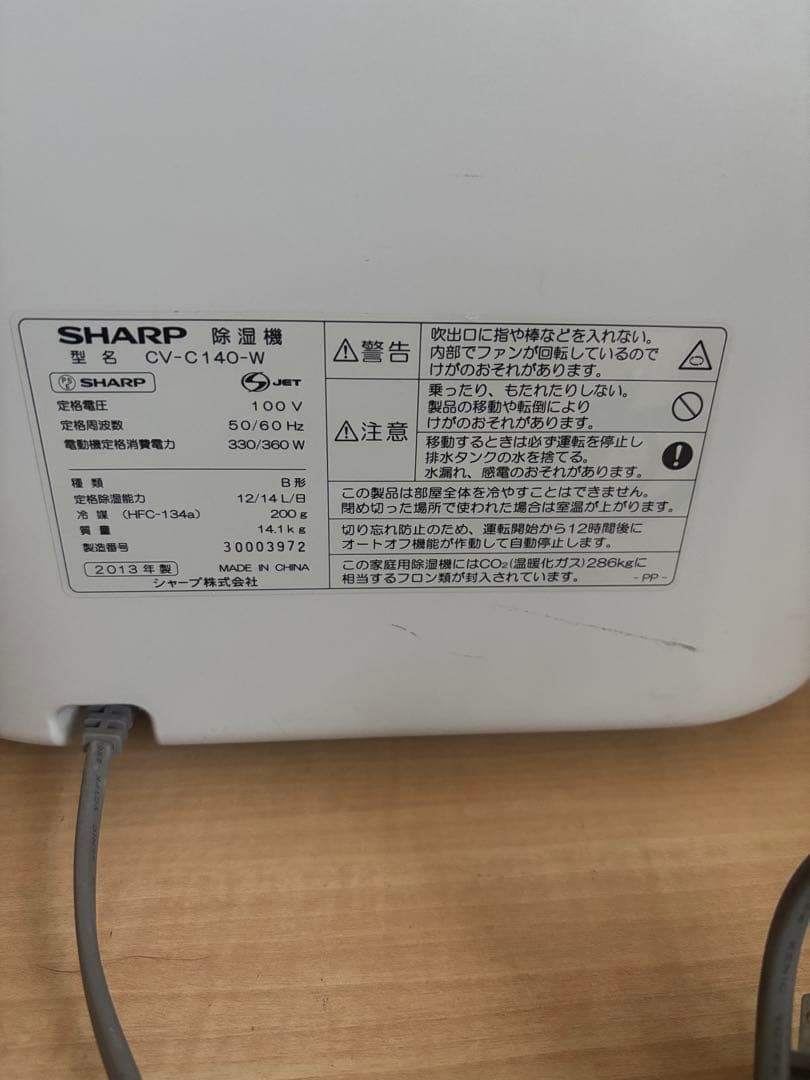 SHARP 除湿機
型名 CV-C140-W
PS E SHARP
S JET
定格電圧 100V
定格周波数 50/60Hz
電動機定格消費電力 330/360W
種類 B形
定格除湿能力 12/14L/日
冷媒 (HFC-134a) 200g
質量 14.1kg
製造番号 30003972
2013年製 MADE IN CHINA
シャープ株式会社
⚠警告
吹出口に指や棒などを入れない。
内部でファンが回転しているので
けがのおそれがあります。
⚠注意
乗ったり、もたれたりしない。
製品の移動や転倒により
けがのおそれがあります。
移動するときは必ず運転を停止し
排水タンクの水を捨てる。
水漏れ、感電のおそれがあります。
この製品は部屋全体を冷やすことはできません。
閉め切った場所で使われた場合は室温が上がります。
切り忘れ防止のため、運転開始から12時間後に
オートオフ機能が作動して自動停止します。
この家庭用除湿機にはCO₂(温暖化ガス)286kgに
相当するフロン類が封入されています。 -PP-